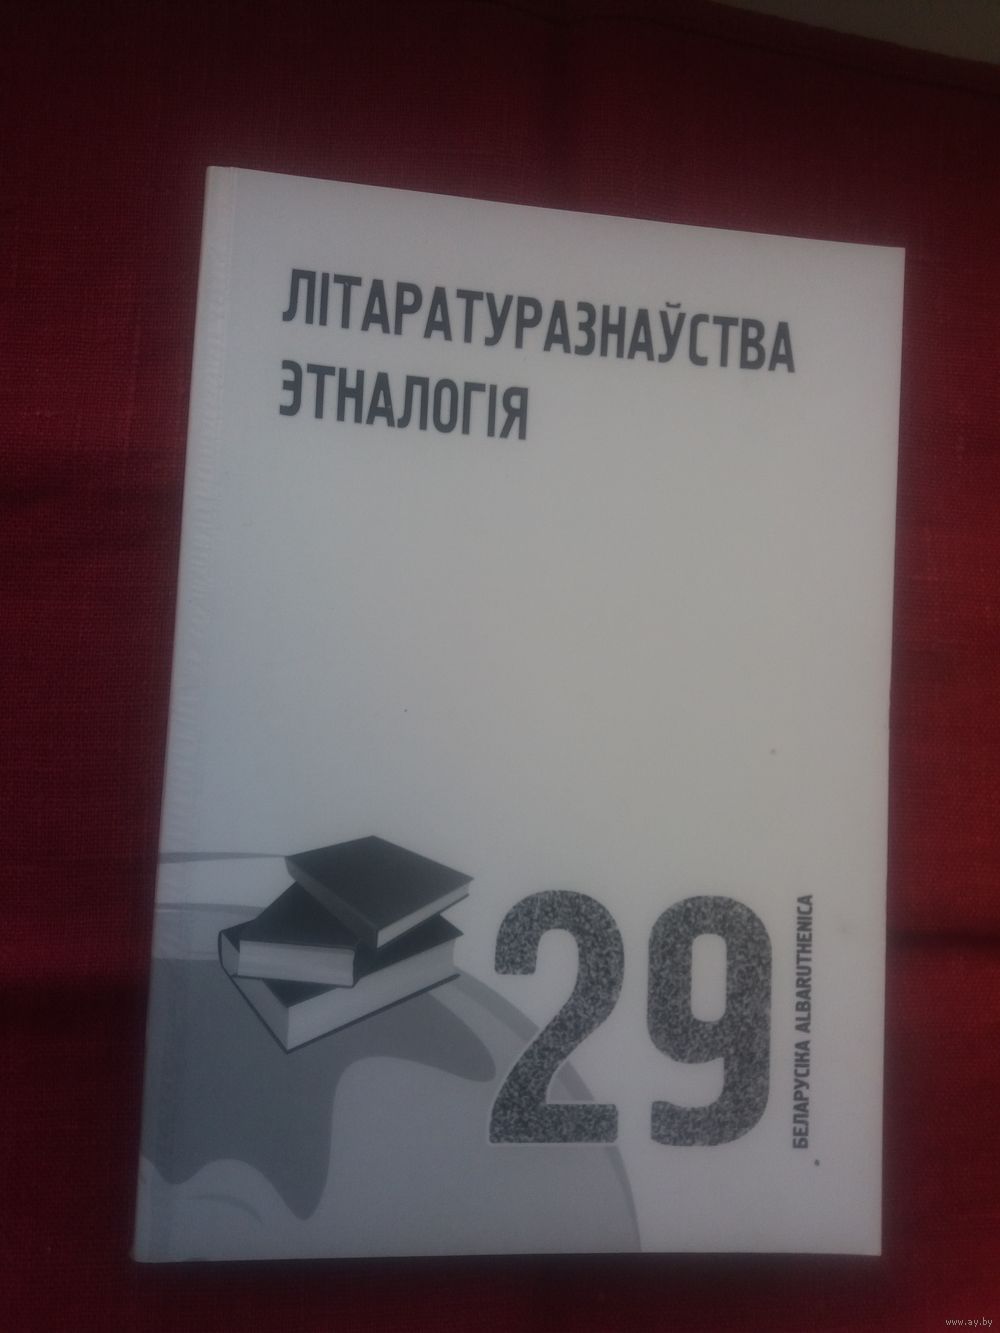 ЛІТАРАТУРАЗНАЎСТВА
ЭТНАЛОГІЯ
29
БЕЛАРУСІКА ALBARUTHENICA
www.ay.by